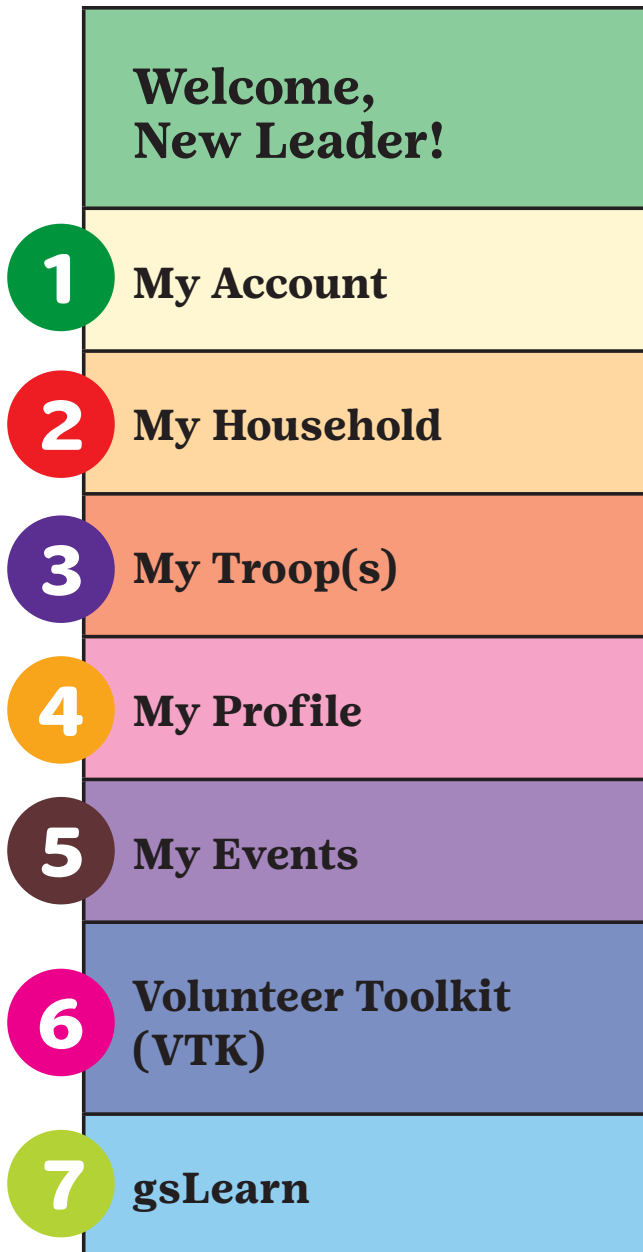 Welcome,
New Leader!
1 My Account
2 My Household
3 My Troop(s)
4 My Profile
5 My Events
6 Volunteer Toolkit
(VTK)
7 gsLearn